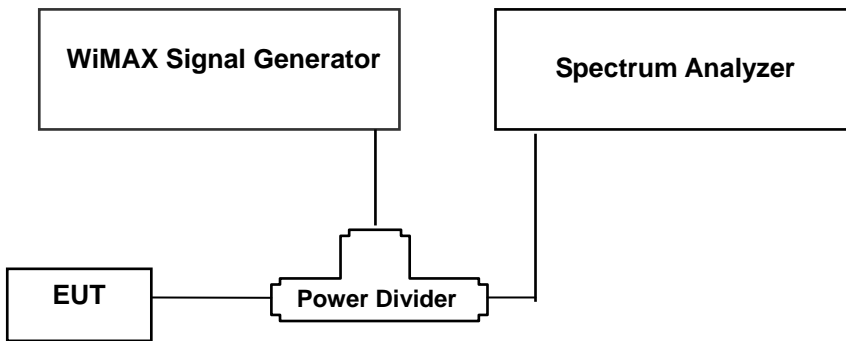 WiMAX Signal Generator
Spectrum Analyzer
EUT
Power Divider